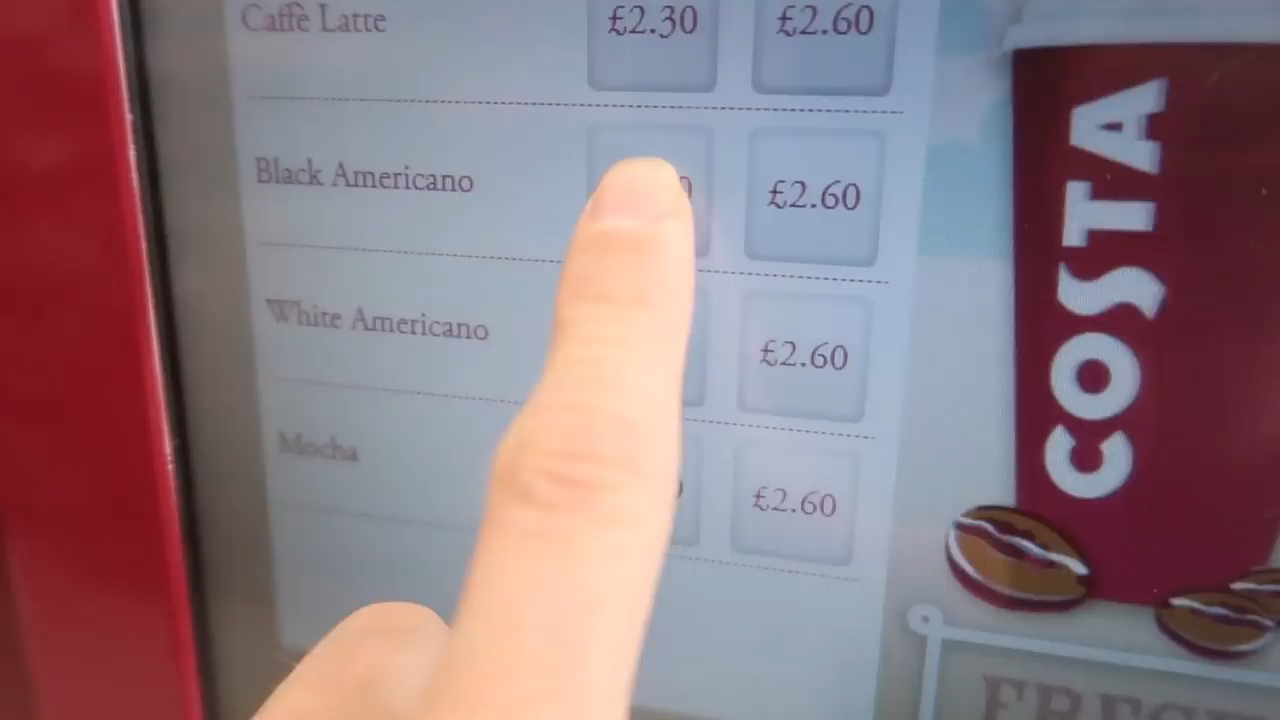 Caffè Latte £2.30 £2.60
Black Americano £2.60
White Americano £2.60
Mocha £2.60
COSTA